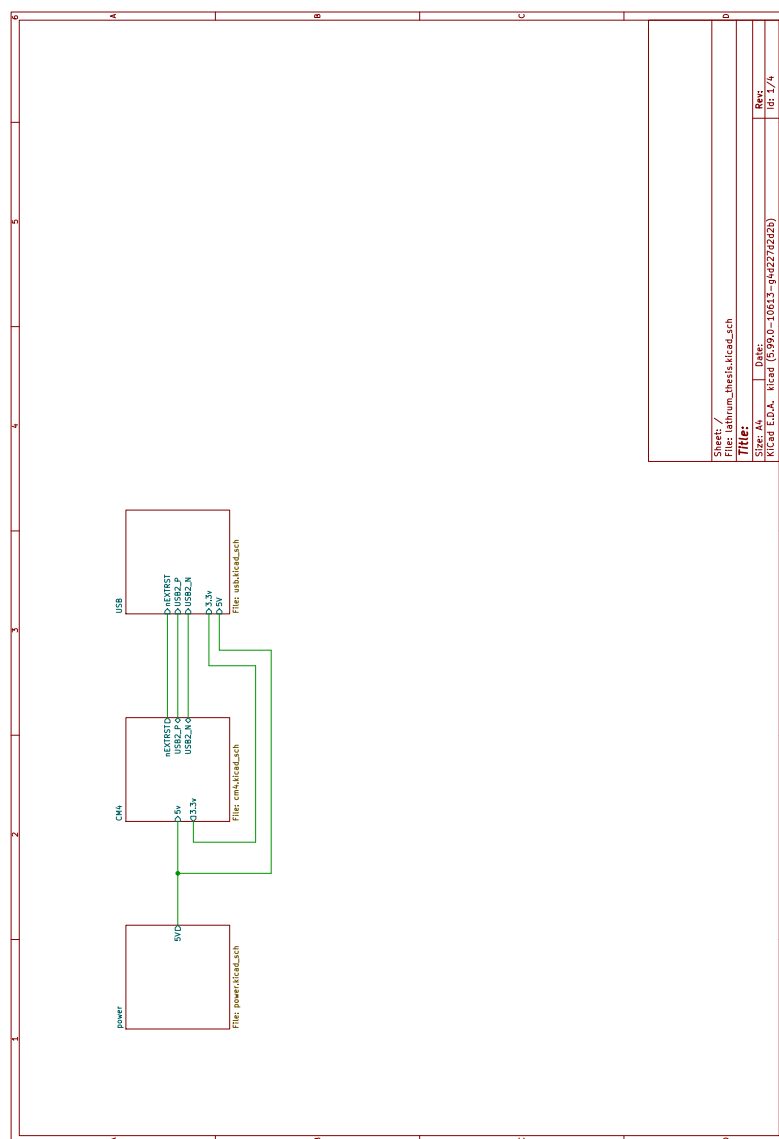 power
5V
File: power.kicad_sch
CM4
5v
3.3v
nEXTRST
USB2_P
USB2_N
File: cm4.kicad_sch
USB
nEXTRST
USB2_P
USB2_N
3.3v
5V
File: usb.kicad_sch
Sheet: /
File: lathrum_thesis.kicad_sch
Title:
Size: A4 Date: Rev:
KiCad E.D.A. kicad (5.99.0-10613-g4d227d2d2b) Id: 1/4
1 2 3 4 5 6
A B C D